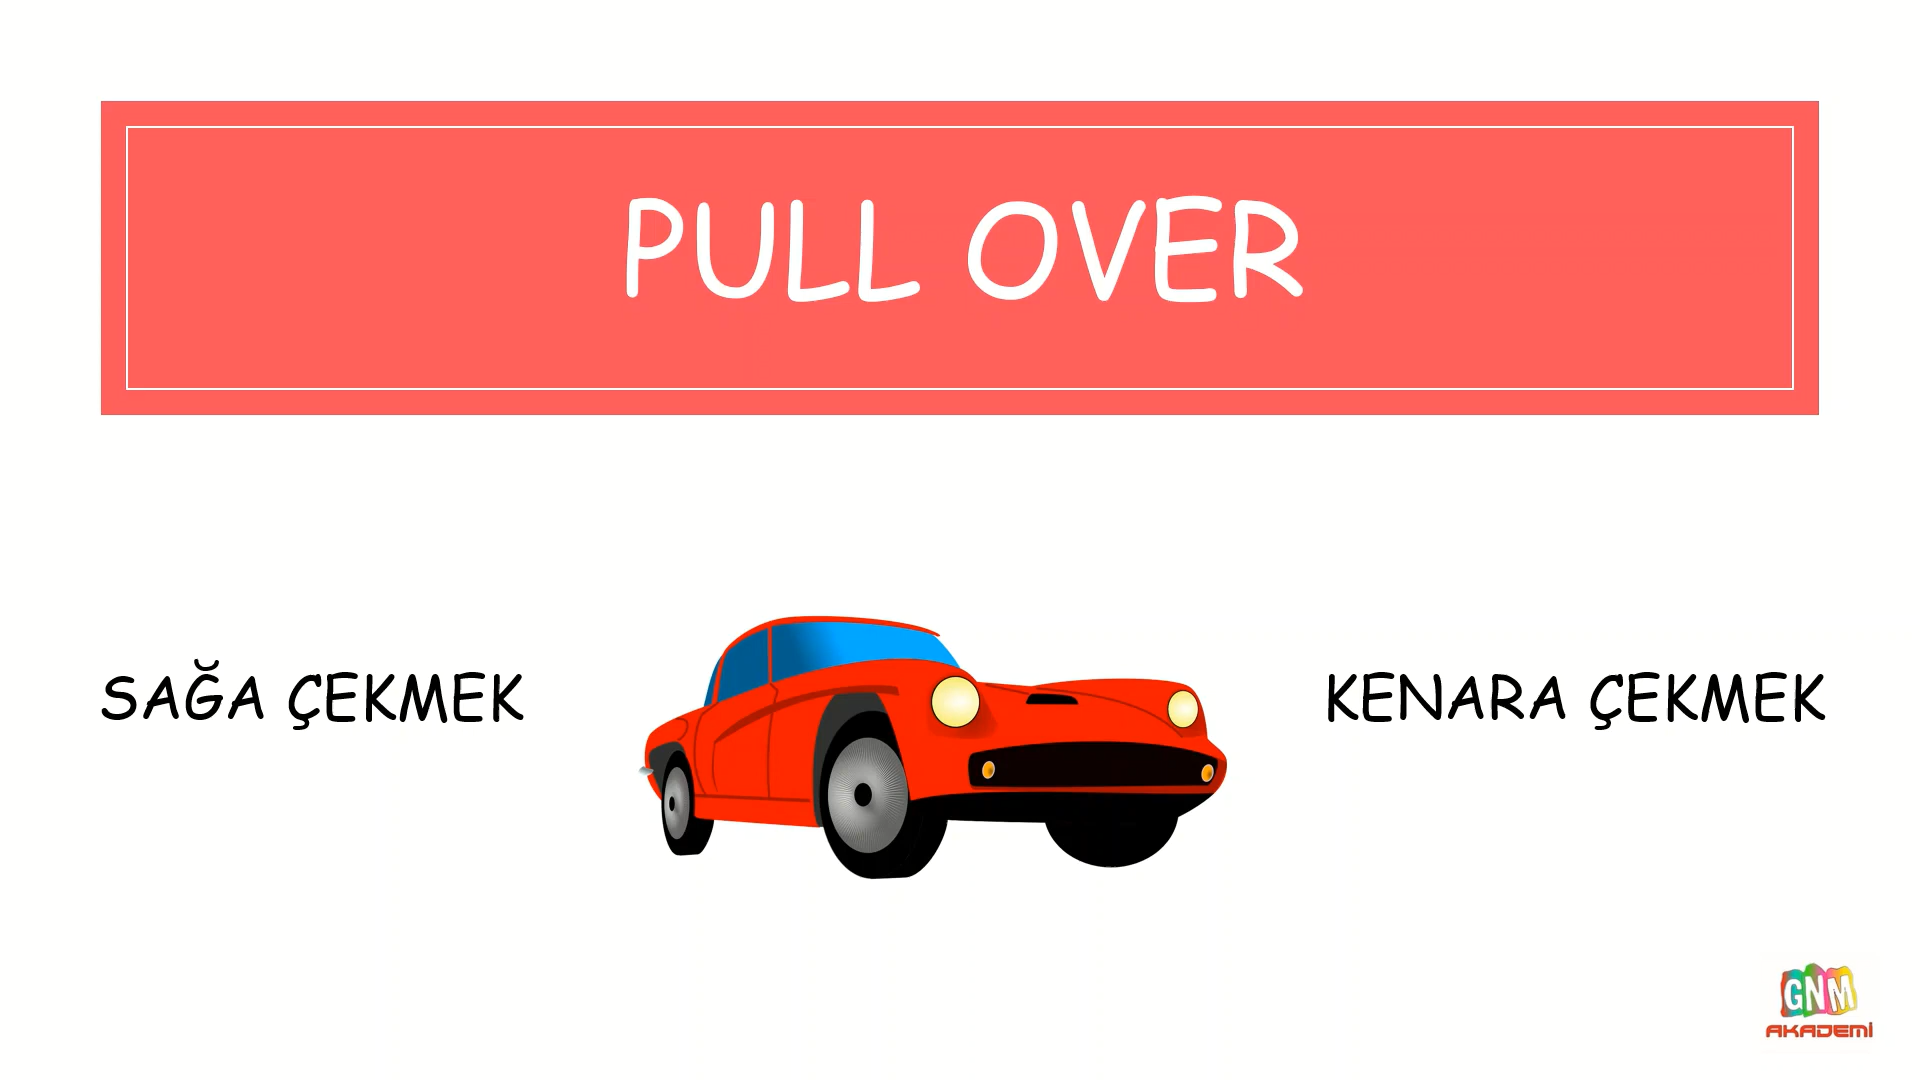 PULL OVER
SAĞA ÇEKMEK
KENARA ÇEKMEK
GNM
AKADEMİ